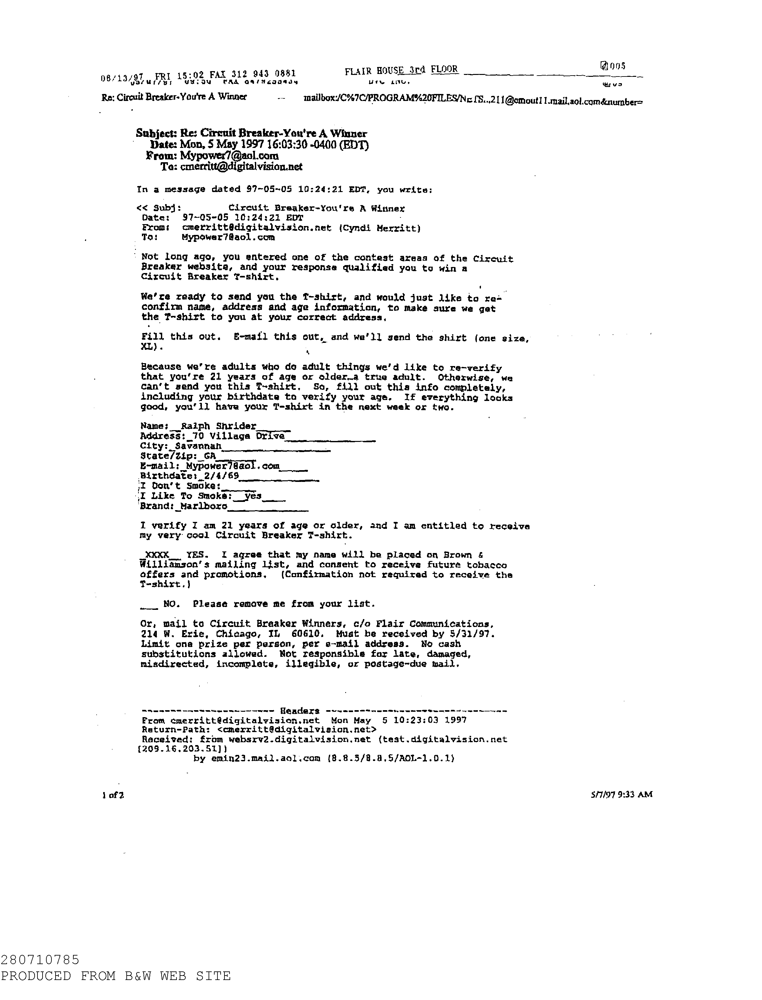 08/13/97 FRI 15:02 FAX 312 943 0881 FLAIR HOUSE 3rd FLOOR 005
Re: Circuit Breaker-You're A Winner -- mailbox:/C%7C/PROGRAM%20FILES/N
Subject: Re: Circuit Breaker-You're A Winner
Date: Mon, 5 May 1997 16:03:30 -0400 (EDT)
From: Mypower7@aol.com
To: cmerritt@digitalvision.net
In a message dated 97-05-05 10:24:21 EDT, you write:
<< Subj: Circuit Breaker-You're A Winner
Date: 97-05-05 10:24:21 EDT
From: cmerritt@digitalvision.net (Cyndi Merritt)
To: Mypower7@aol.com
Not long ago, you entered one of the contest areas of the Circuit
Breaker website, and your response qualified you to win a
Circuit Breaker T-shirt.
We're ready to send you the T-shirt, and would just like to re-
confirm name, address and age information, to make sure we get
the T-shirt to you at your correct address.
Fill this out. E-mail this out, and we'll send the shirt (one size,
XL).
Because we're adults who do adult things we'd like to re-verify
that you're 21 years of age or older…a true adult. Otherwise, we
can't send you this T-shirt. So, fill out this info completely,
including your birthdate to verify your age. If everything looks
good, you'll have your T-shirt in the next week or two.
Name:__Ralph Shrider____
Address:_70 Village Drive______________
City:_Savannah________________
State/Zip:_GA_________
E-mail:_Mypower7@aol.com_____
Birthdate:_2/4/69____________
I Don't Smoke:______
I Like To Smoke:__yes____
Brand:_Marlboro____________
I verify I am 21 years of age or older, and I am entitled to receive
my very cool Circuit Breaker T-shirt.
_XXXX__ YES. I agree that my name will be placed on Brown &
Williamson's mailing list, and consent to receive future tobacco
offers and promotions. (Confirmation not required to receive the
T-shirt.)
___ NO. Please remove me from your list.
Or, mail to Circuit Breaker Winners, c/o Flair Communications,
214 W. Erie, Chicago, IL 60610. Must be received by 5/31/97.
Limit one prize per person, per e-mail address. No cash
substitutions allowed. Not responsible for late, damaged,
misdirected, incomplete, illegible, or postage-due mail.
----------------------- Headers --------------------------------
From cmerritt@digitalvision.net Mon May 5 10:23:03 1997
Return-Path: <cmerritt@digitalvision.net>
Received: from websrv2.digitalvision.net (test.digitalvision.net
[209.16.203.51])
by emin23.mail.aol.com (8.8.5/8.8.5/AOL-1.0.1)
1 of 2 5/7/97 9:33 AM
280710785
PRODUCED FROM B&W WEB SITE